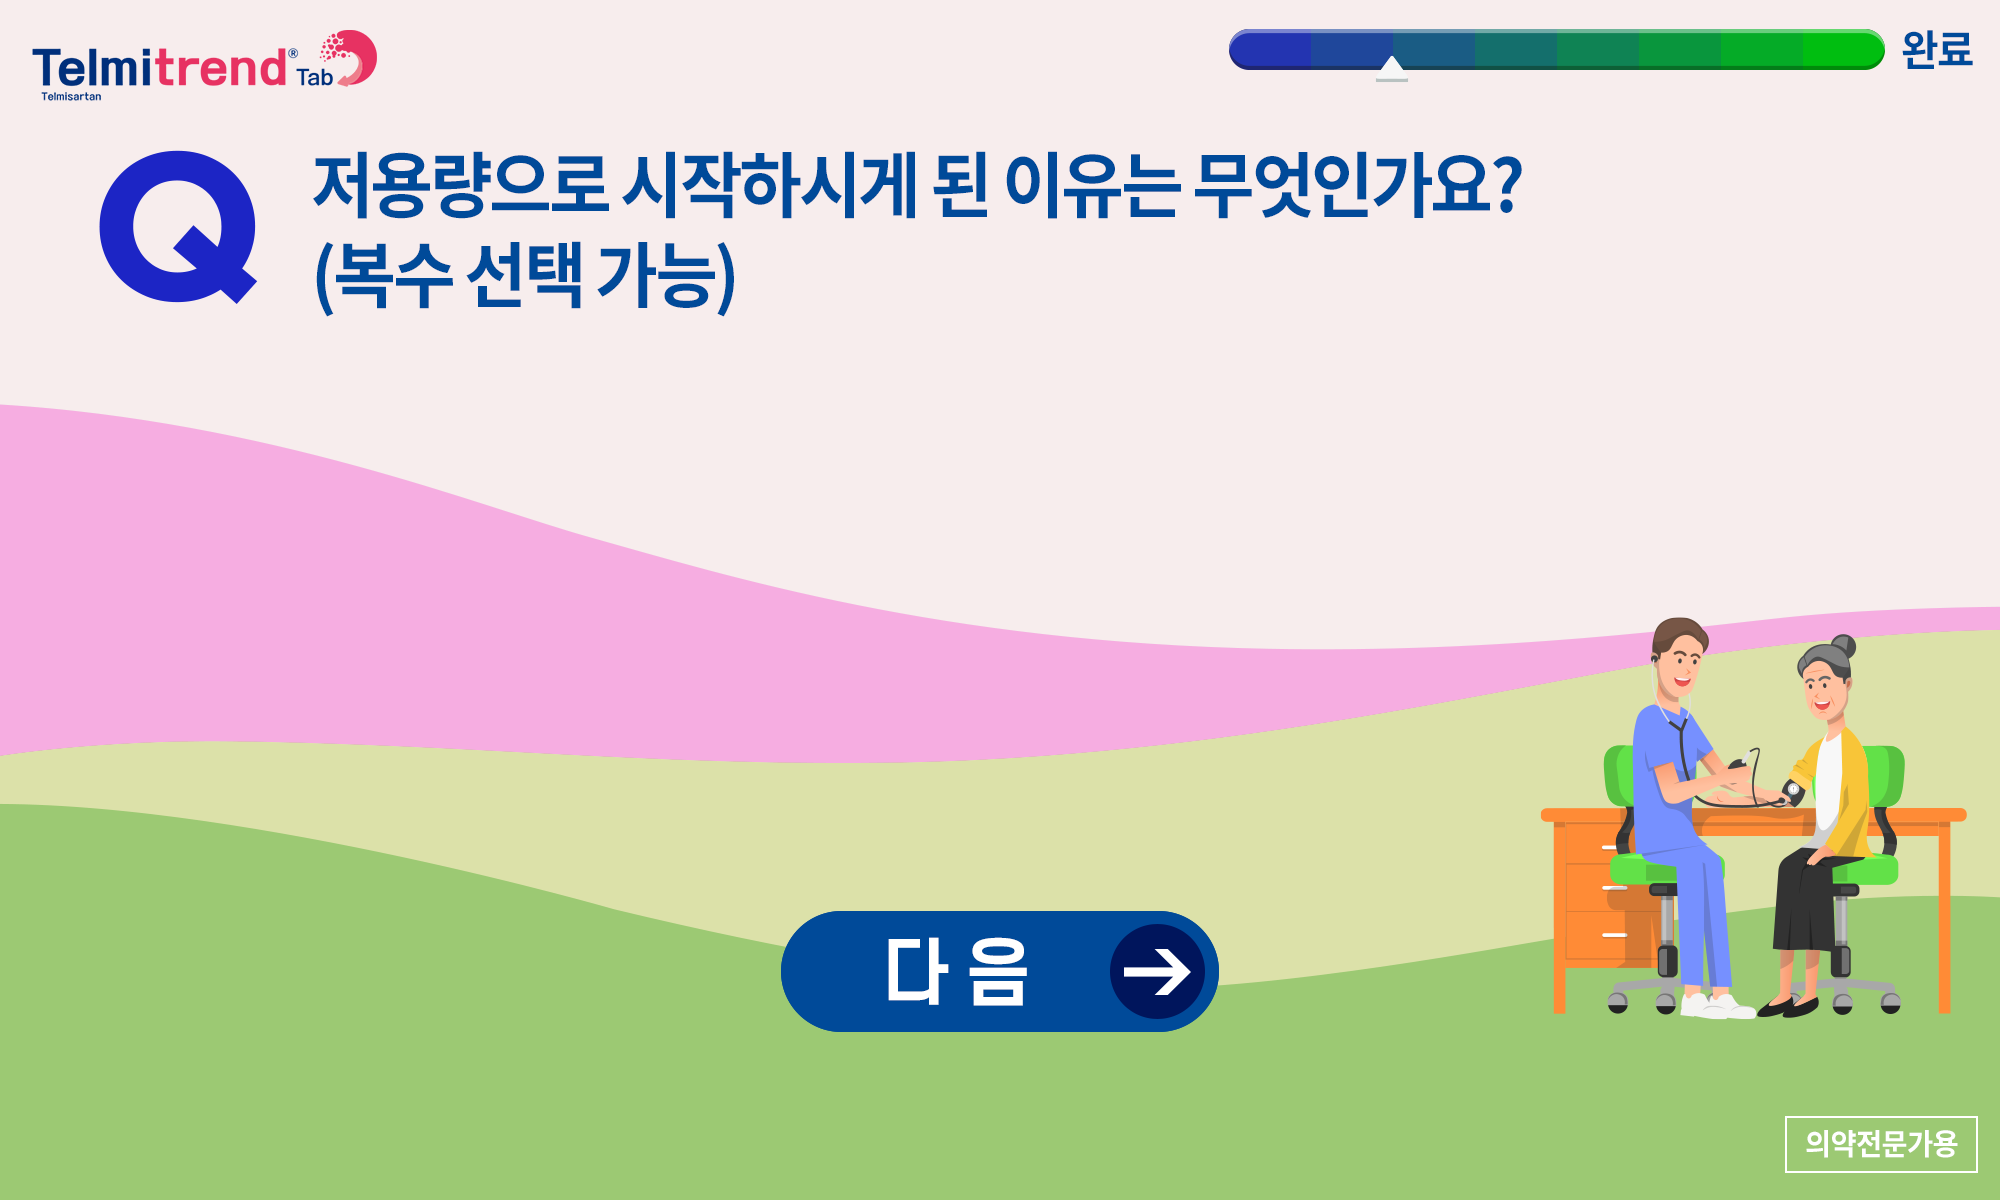 Telmitrend® Tab
Telmisartan
완료
Q 저용량으로 시작하시게 된 이유는 무엇인가요?
(복수 선택 가능)
다음
의약전문가용